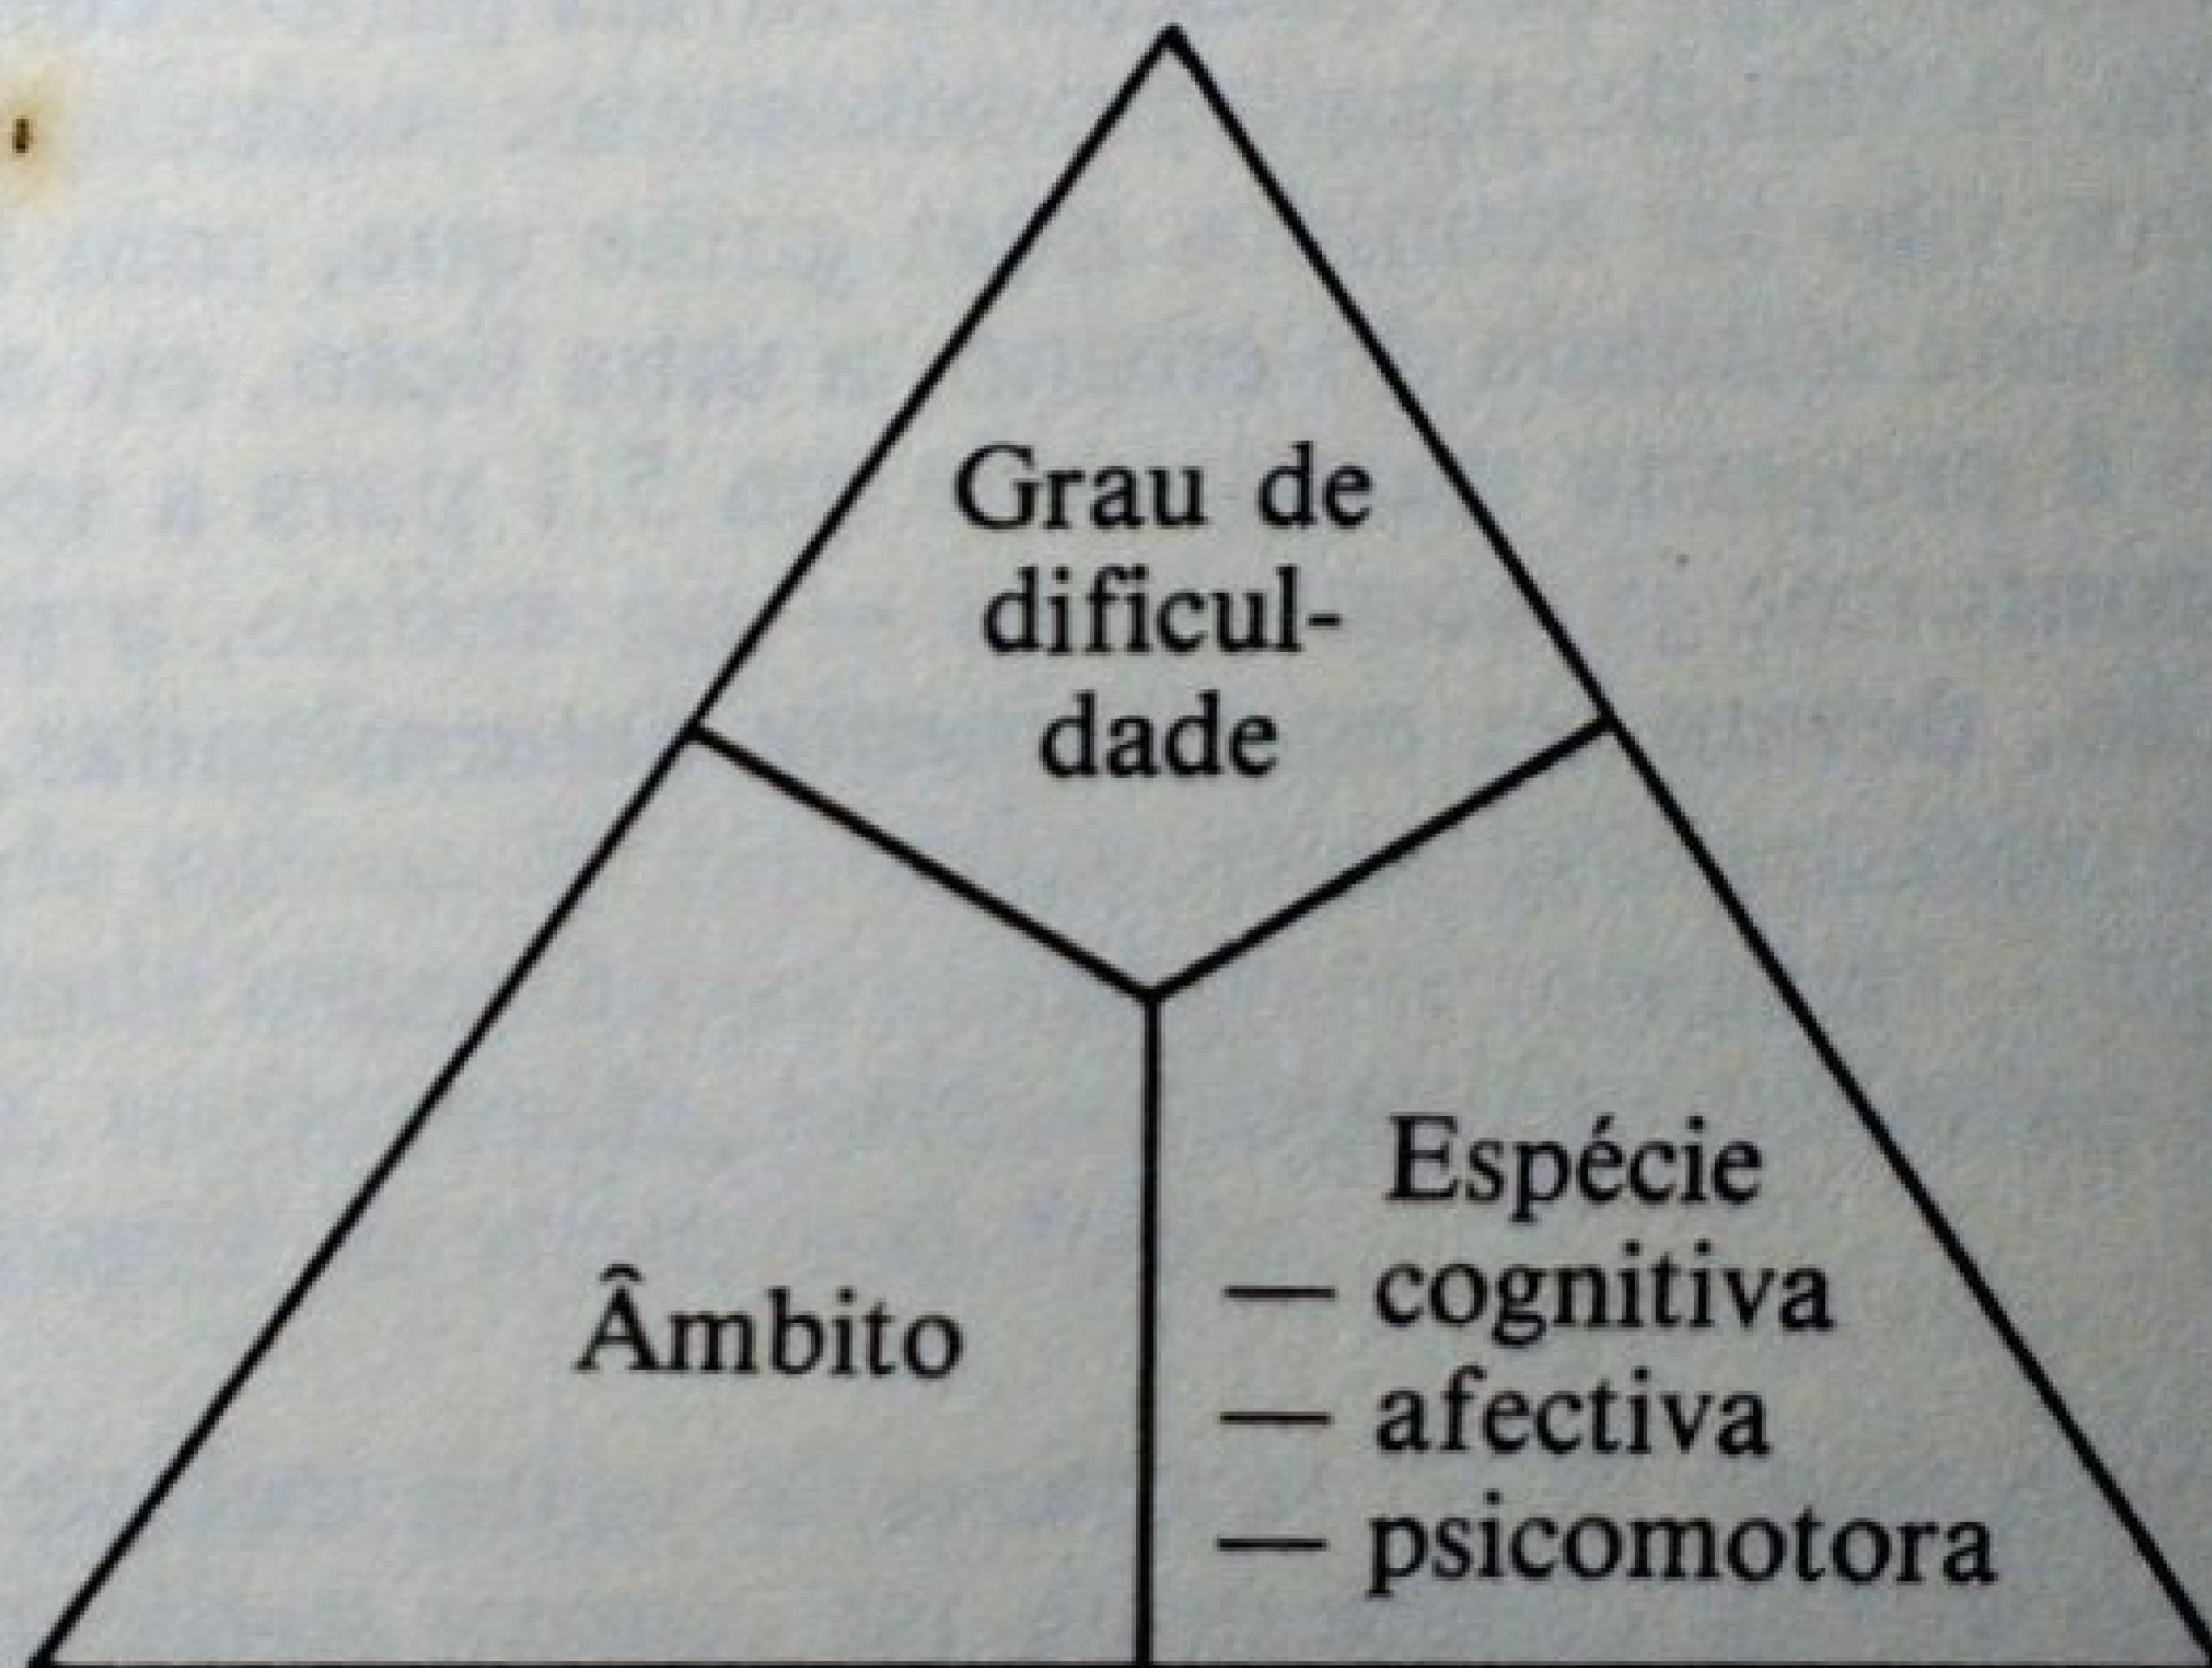 Grau de
dificul-
dade
Âmbito
Espécie
— cognitiva
— afectiva
— psicomotora